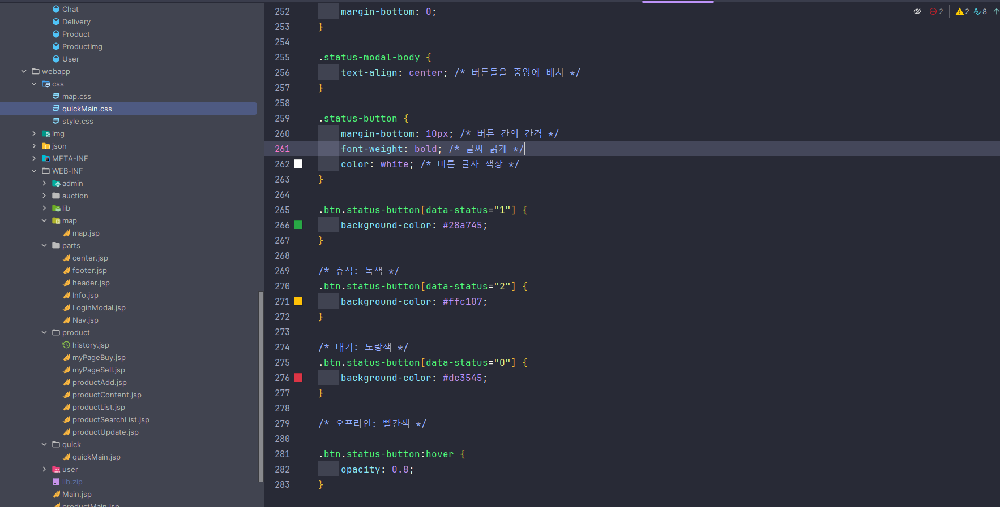 Chat
Delivery
Product
ProductImg
User
webapp
css
map.css
quickMain.css
style.css
img
json
META-INF
WEB-INF
admin
auction
lib
map
map.jsp
parts
center.jsp
footer.jsp
header.jsp
Info.jsp
LoginModal.jsp
Nav.jsp
product
history.jsp
myPageBuy.jsp
myPageSell.jsp
productAdd.jsp
productContent.jsp
productList.jsp
productSearchList.jsp
productUpdate.jsp
quick
quickMain.jsp
user
lib.zip
Main.jsp
productMain.jsp
2 2 8
252 margin-bottom: 0;
253 }
254
255 .status-modal-body {
256 text-align: center; /* 버튼들을 중앙에 배치 */
257 }
258
259 .status-button {
260 margin-bottom: 10px; /* 버튼 간의 간격 */
261 font-weight: bold; /* 글씨 굵게 */
262 color: white; /* 버튼 글자 색상 */
263 }
264
265 .btn.status-button[data-status="1"] {
266 background-color: #28a745;
267 }
268
269 /* 휴식: 녹색 */
270 .btn.status-button[data-status="2"] {
271 background-color: #ffc107;
272 }
273
274 /* 대기: 노랑색 */
275 .btn.status-button[data-status="0"] {
276 background-color: #dc3545;
277 }
278
279 /* 오프라인: 빨간색 */
280
281 .btn.status-button:hover {
282 opacity: 0.8;
283 }